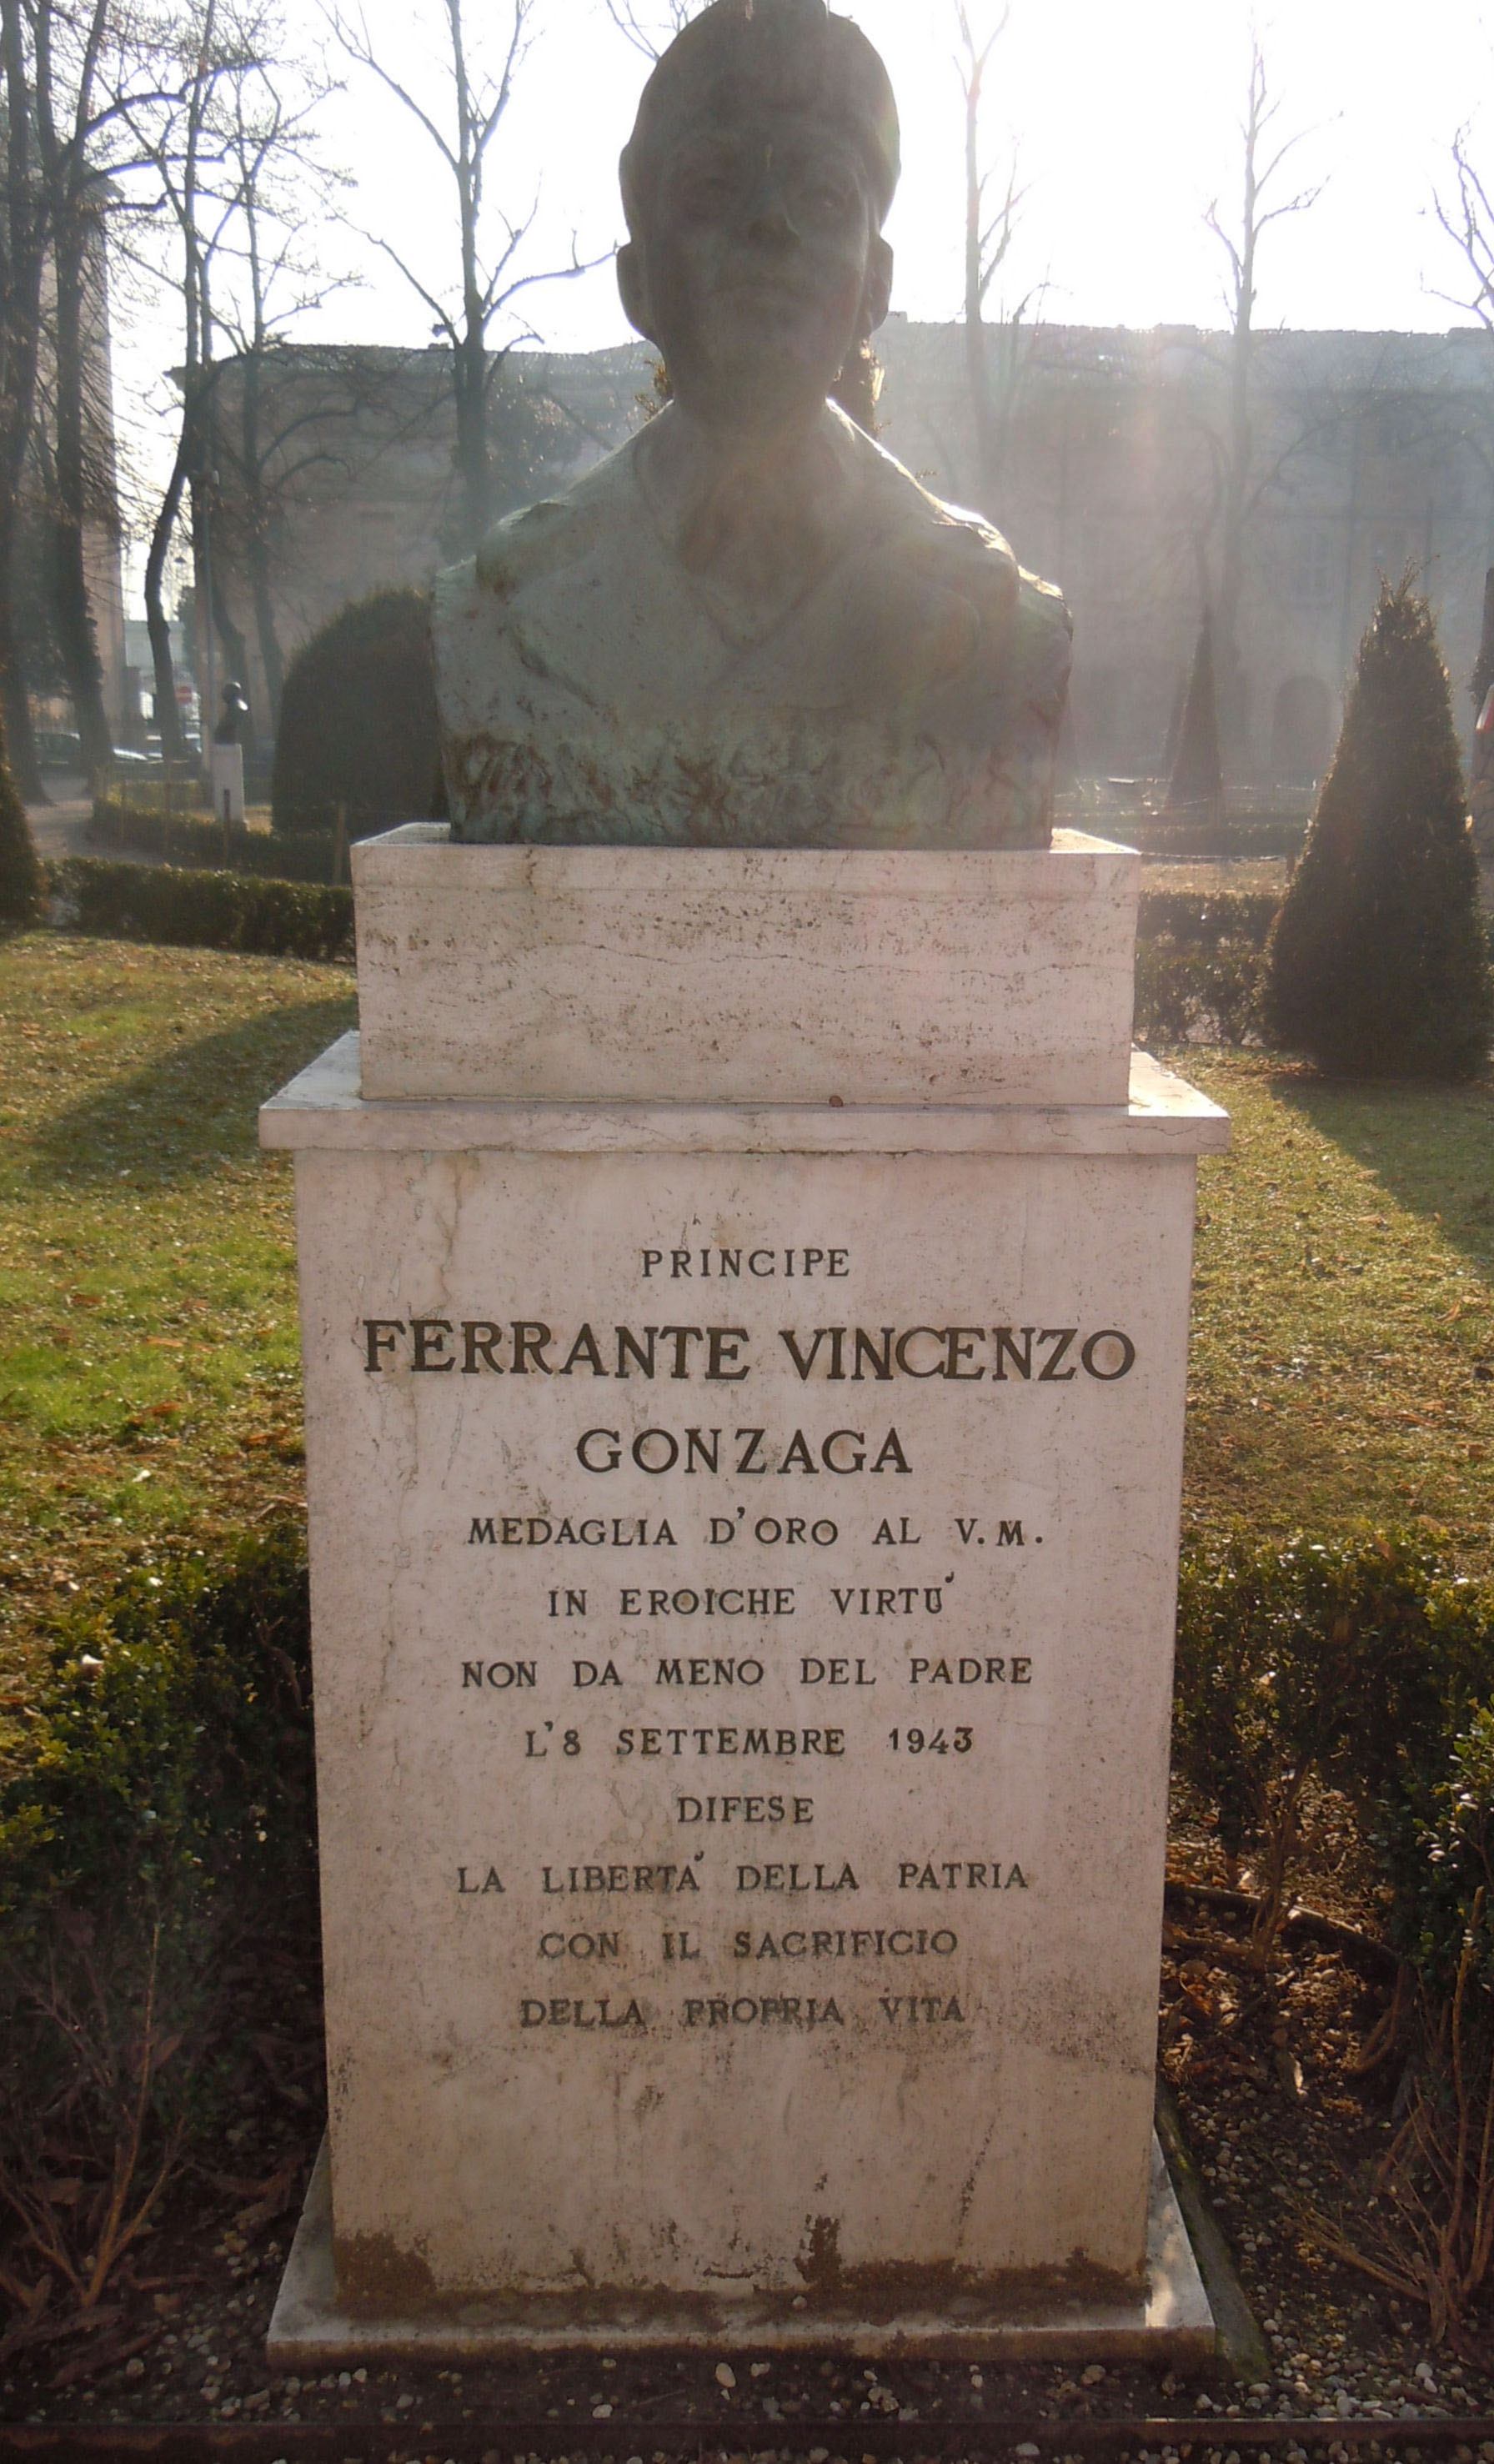 PRINCIPE
FERRANTE VINCENZO
GONZAGA
MEDAGLIA D'ORO AL V.M.
IN EROICHE VIRTU'
NON DA MENO DEL PADRE
L'8 SETTEMBRE 1943
DIFESE
LA LIBERTA' DELLA PATRIA
CON IL SACRIFICIO
DELLA PROPRIA VITA